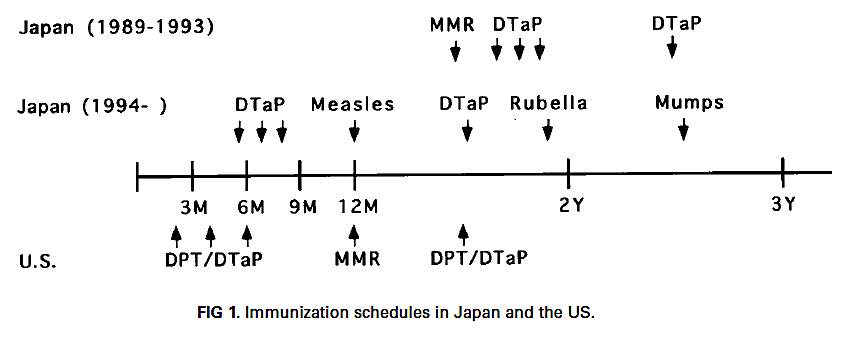 Japan (1989-1993) MMR DTaP DTaP
Japan (1994- ) DTaP Measles DTaP Rubella Mumps
3M 6M 9M 12M 2Y 3Y
U.S. DPT/DTaP MMR DPT/DTaP
FIG 1. Immunization schedules in Japan and the US.